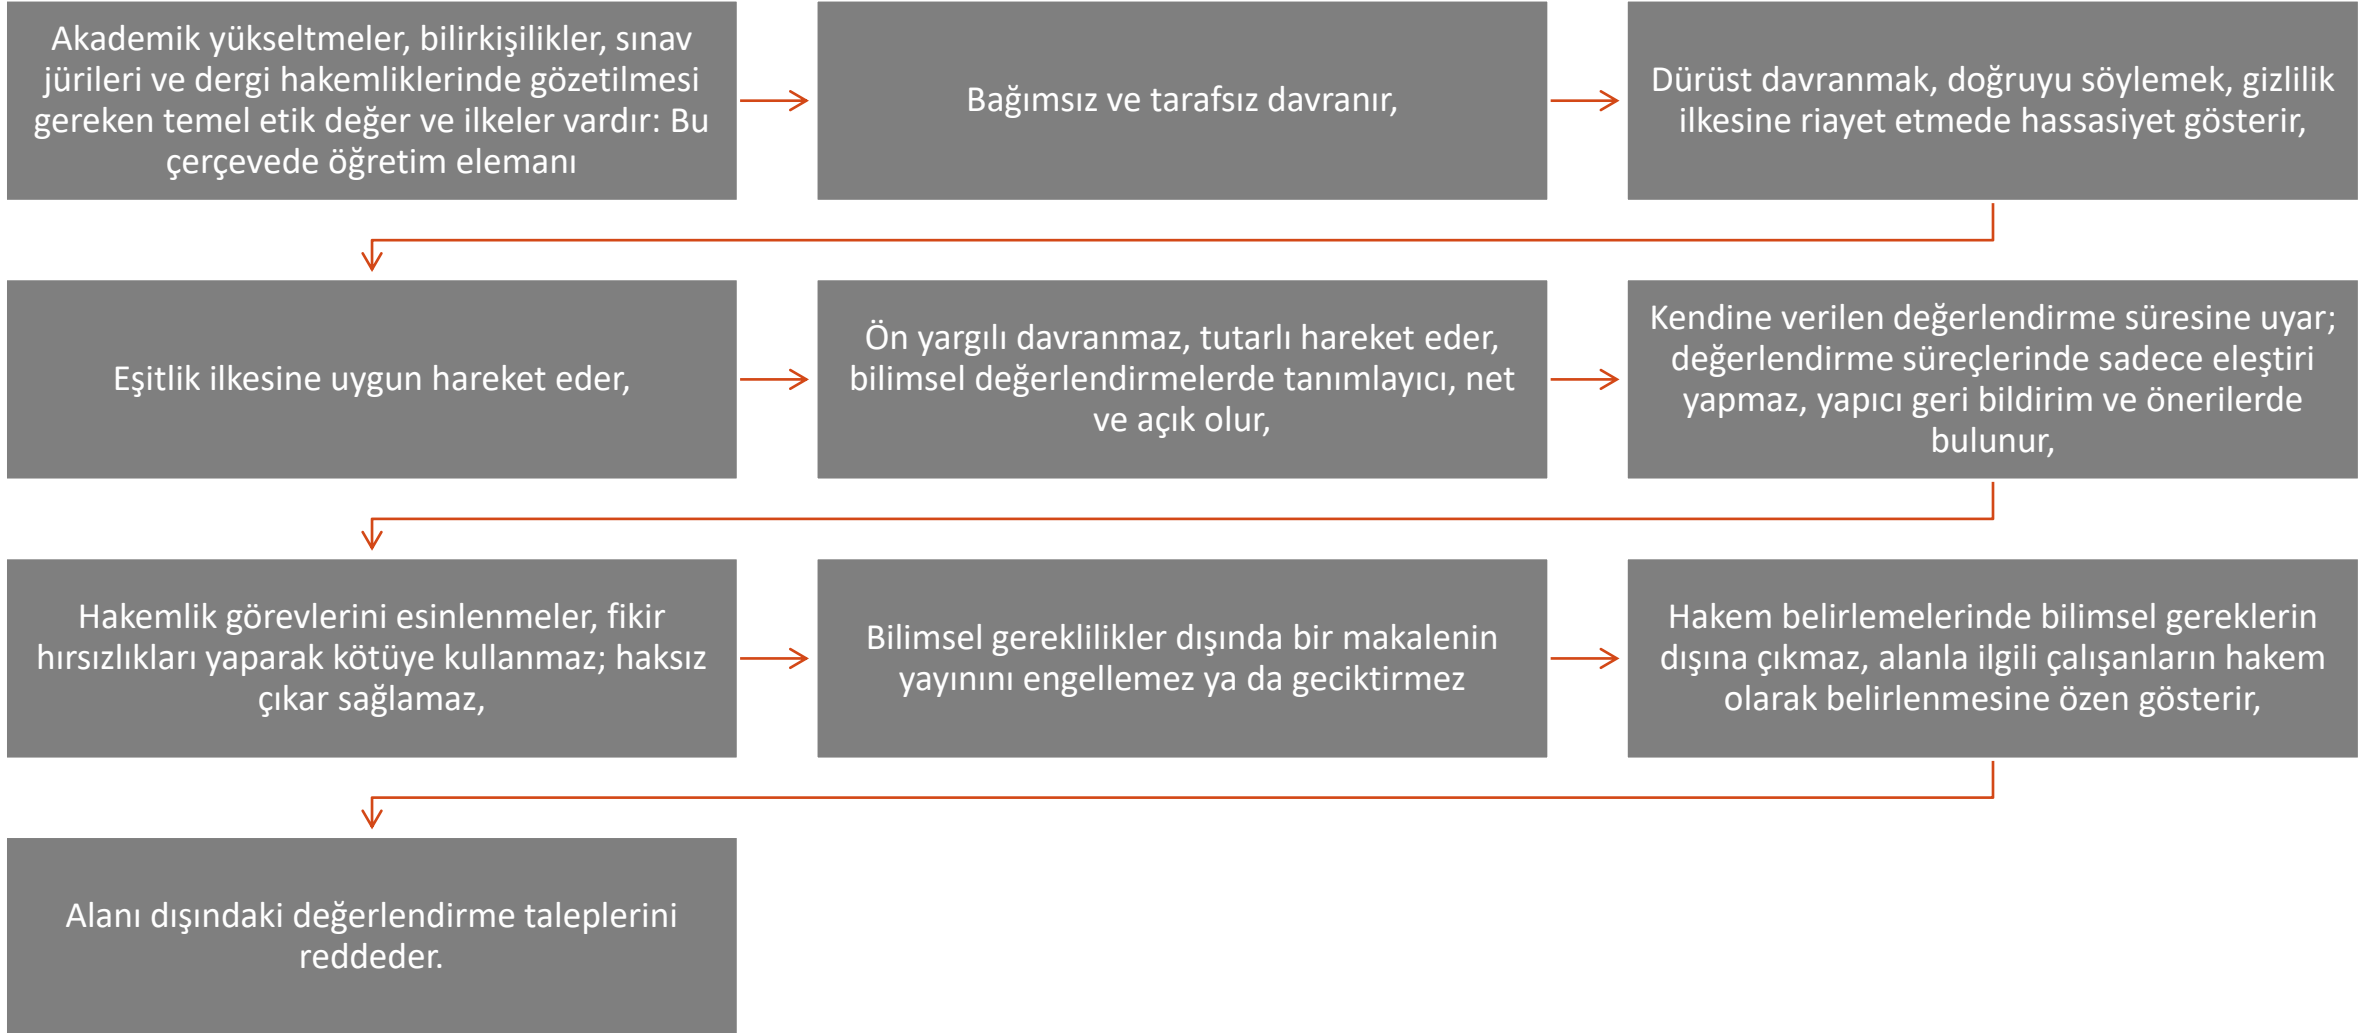 Akademik yükseltmeler, bilirkişilikler, sınav
jürileri ve dergi hakemliklerinde gözetilmesi
gereken temel etik değer ve ilkeler vardır: Bu
çerçevede öğretim elemanı
Bağımsız ve tarafsız davranır,
Dürüst davranmak, doğruyu söylemek, gizlilik
ilkesine riayet etmede hassasiyet gösterir,
Eşitlik ilkesine uygun hareket eder,
Ön yargılı davranmaz, tutarlı hareket eder,
bilimsel değerlendirmelerde tanımlayıcı, net
ve açık olur,
Kendine verilen değerlendirme süresine uyar;
değerlendirme süreçlerinde sadece eleştiri
yapmaz, yapıcı geri bildirim ve önerilerde
bulunur,
Hakemlik görevlerini esinlenmeler, fikir
hırsızlıkları yaparak kötüye kullanmaz; haksız
çıkar sağlamaz,
Bilimsel gereklilikler dışında bir makalenin
yayınını engellemez ya da geciktirmez
Hakem belirlemelerinde bilimsel gereklerin
dışına çıkmaz, alanla ilgili çalışanların hakem
olarak belirlenmesine özen gösterir,
Alanı dışındaki değerlendirme taleplerini
reddeder.